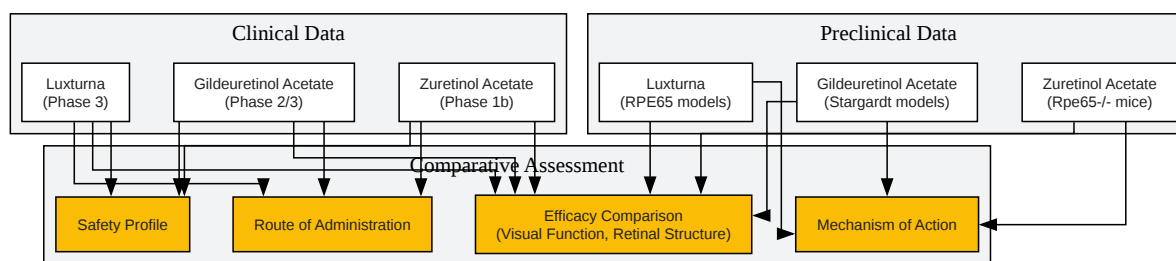 Clinical Data
Luxturna
(Phase 3)
Gildeuretinol Acetate
(Phase 2/3)
Zuretinol Acetate
(Phase 1b)
Preclinical Data
Luxturna
(RPE65 models)
Gildeuretinol Acetate
(Stargardt models)
Zuretinol Acetate
(Rpe65-/- mice)
Comparative Assessment
Safety Profile
Route of Administration
Efficacy Comparison
(Visual Function, Retinal Structure)
Mechanism of Action